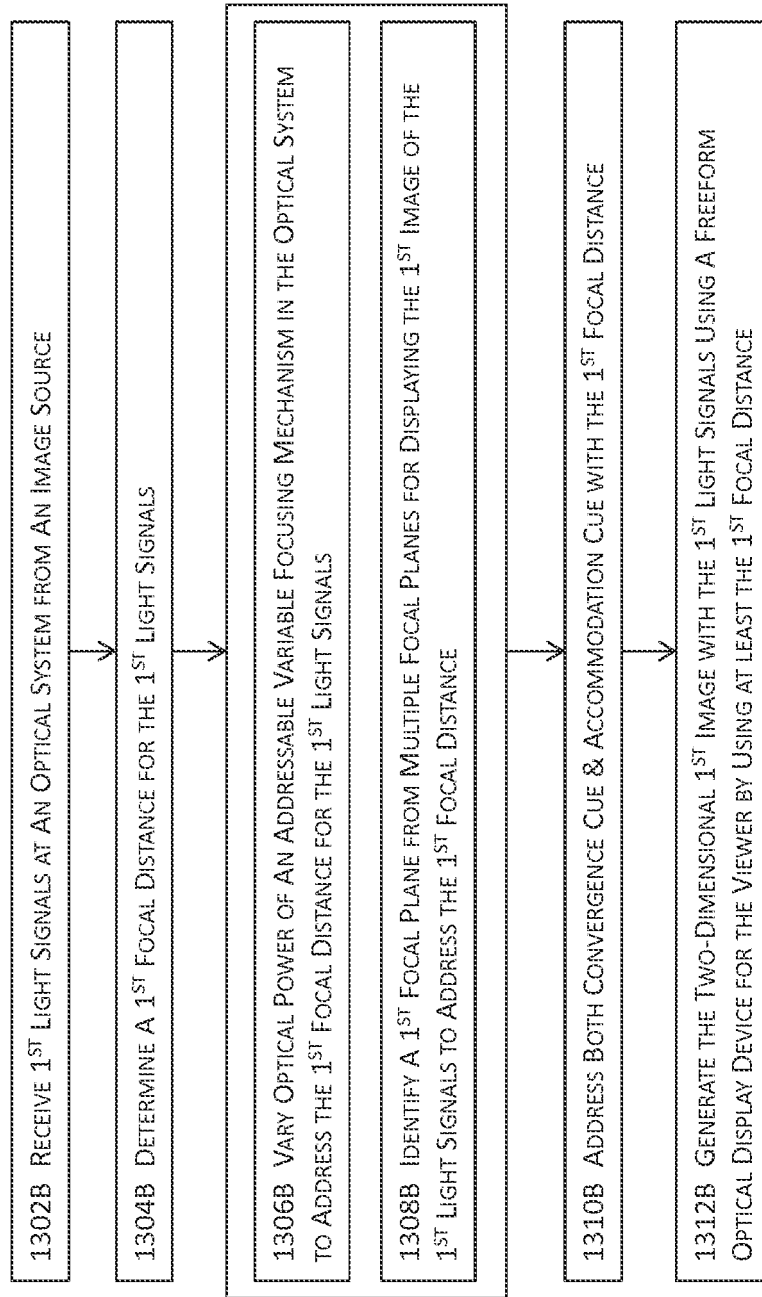 1302B RECEIVE 1ST LIGHT SIGNALS AT AN OPTICAL SYSTEM FROM AN IMAGE SOURCE
1304B DETERMINE A 1ST FOCAL DISTANCE FOR THE 1ST LIGHT SIGNALS
1306B VARY OPTICAL POWER OF AN ADDRESSABLE VARIABLE FOCUSING MECHANISM IN THE OPTICAL SYSTEM
TO ADDRESS THE 1ST FOCAL DISTANCE FOR THE 1ST LIGHT SIGNALS
1308B IDENTIFY A 1ST FOCAL PLANE FROM MULTIPLE FOCAL PLANES FOR DISPLAYING THE 1ST IMAGE OF THE
1ST LIGHT SIGNALS TO ADDRESS THE 1ST FOCAL DISTANCE
1310B ADDRESS BOTH CONVERGENCE CUE & ACCOMMODATION CUE WITH THE 1ST FOCAL DISTANCE
1312B GENERATE THE TWO-DIMENSIONAL 1ST IMAGE WITH THE 1ST LIGHT SIGNALS USING A FREEFORM
OPTICAL DISPLAY DEVICE FOR THE VIEWER BY USING AT LEAST THE 1ST FOCAL DISTANCE